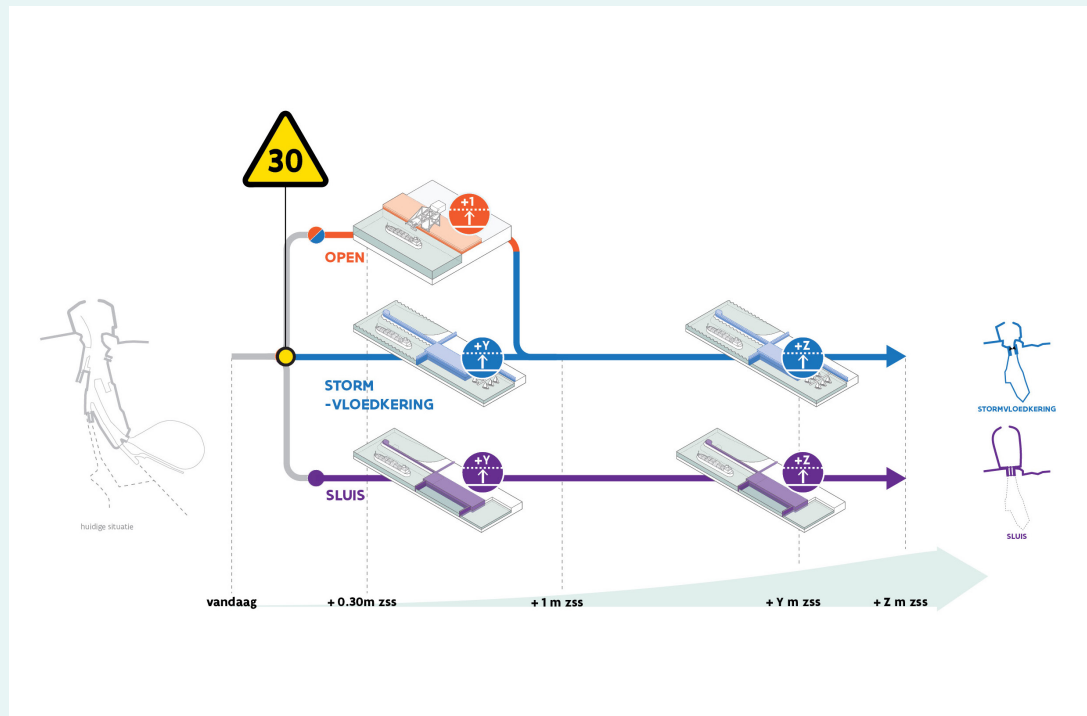 30
+1
OPEN
+Y
+Z
STORM
-VLOEDKERING
STORMVLOEDKERING
+Y
+Z
SLUIS
huidige situatie
SLUIS
vandaag
+ 0.30m zss
+ 1 m zss
+ Y m zss
+ Z m zss